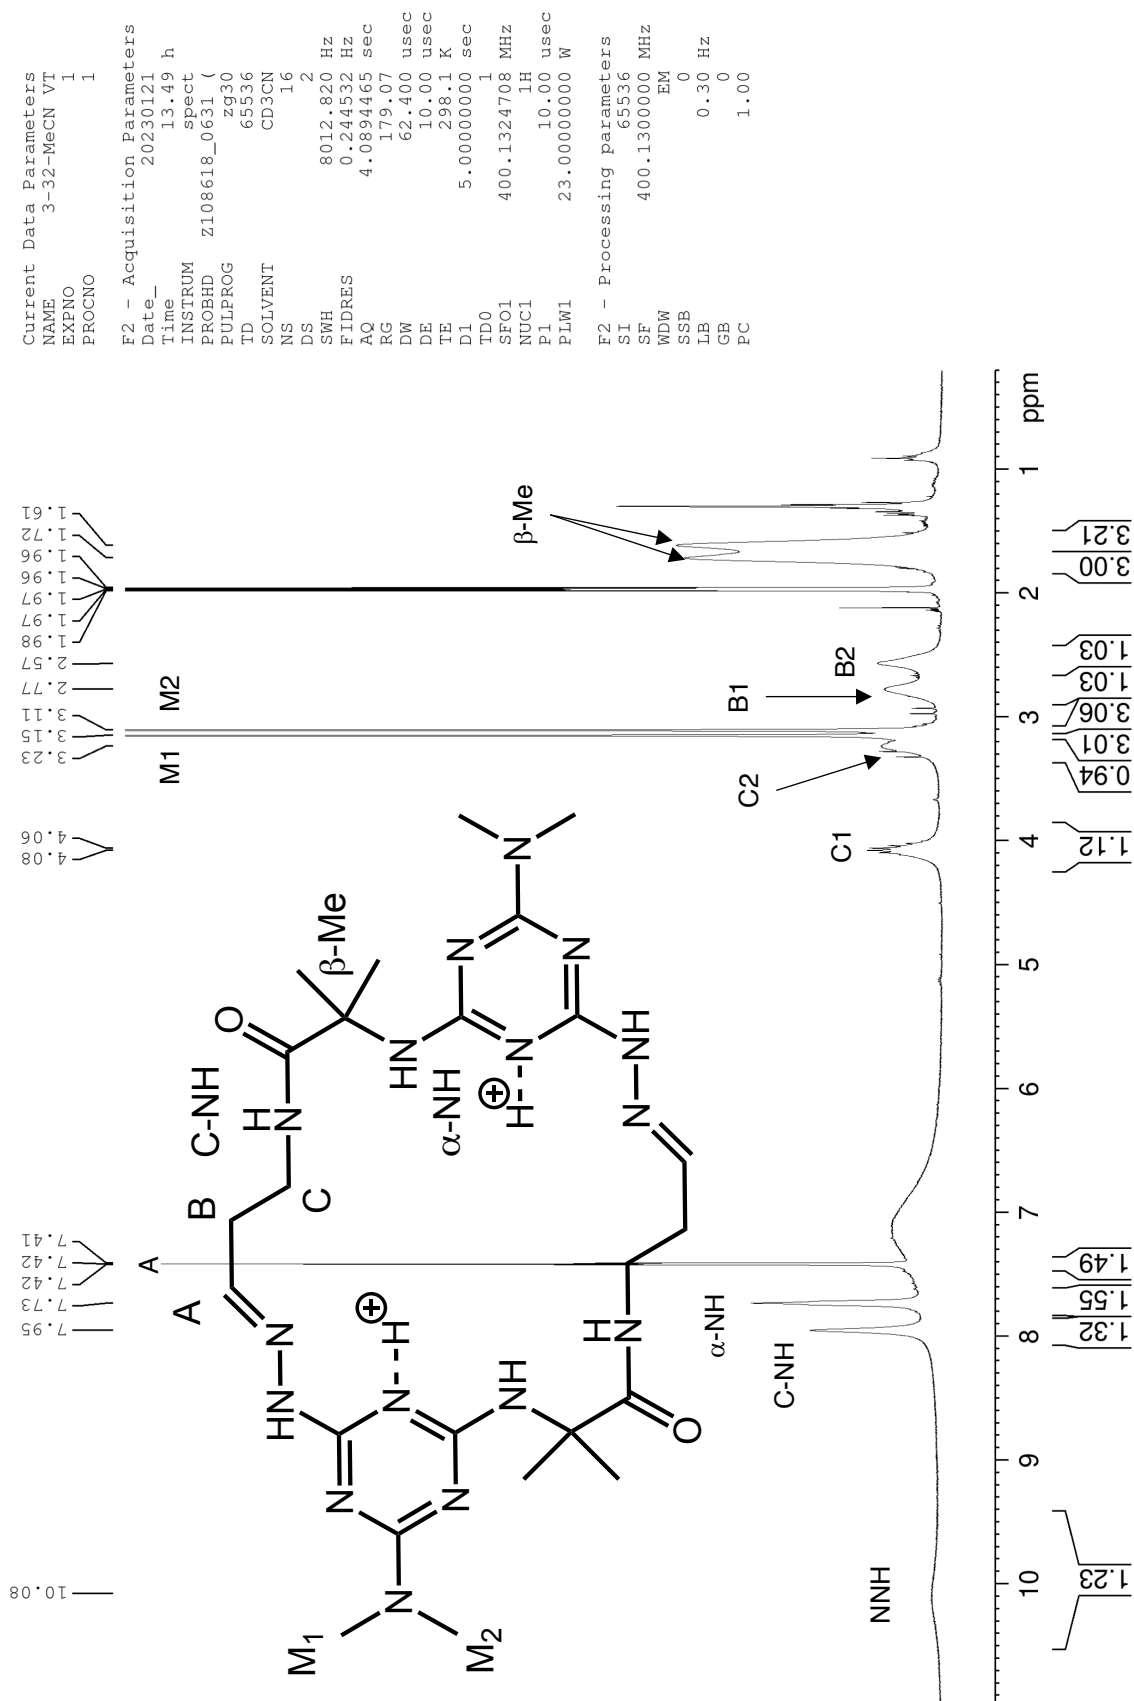 Current Data Parameters
NAME 3-32-MeCN VT
EXPNO 1
PROCNO 1
F2 - Acquisition Parameters
Date_ 20230121
Time 13.49 h
INSTRUM spect
PROBHD Z108618_0631 (
PULPROG zg30
TD 65536
SOLVENT CD3CN
NS 16
DS 2
SWH 8012.820 Hz
FIDRES 0.244532 Hz
AQ 4.0894465 sec
RG 179.07
DW 62.400 usec
DE 10.00 usec
TE 298.1 K
D1 5.00000000 sec
TD0 1
SFO1 400.1324708 MHz
NUC1 1H
P1 10.00 usec
PLW1 23.00000000 W
F2 - Processing parameters
SI 65536
SF 400.1300000 MHz
WDW EM
SSB 0
LB 0.30 Hz
GB 0
PC 1.00
10.08
7.95
7.73
7.42
7.42
7.41
4.08
4.06
3.23
3.15
3.11
2.77
2.57
1.98
1.97
1.97
1.96
1.96
1.72
1.61
A
M1
M2
β-Me
B1
B2
C2
C1
α-NH
C-NH
NNH
M1
M2
N
N
N
N
HN
N
H
⊕
NH
O
H
N
A
B
C
C-NH
H
N
O
β-Me
HN
α-NH
N
N
N
N
⊕
H
NH
N
N
10 9 8 7 6 5 4 3 2 1 ppm
1.23
1.32
1.55
1.49
1.12
0.94
3.01
3.06
1.03
1.03
3.00
3.21